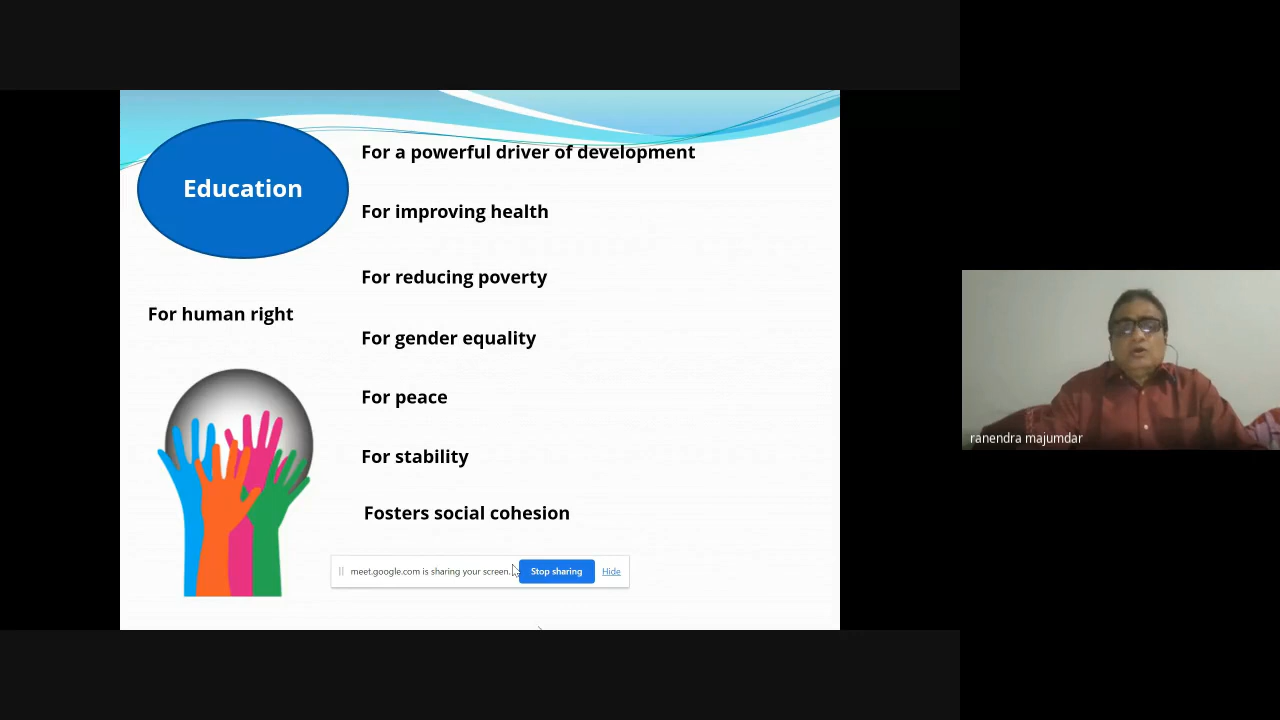 Education
For a powerful driver of development
For improving health
For reducing poverty
For human right
For gender equality
For peace
For stability
Fosters social cohesion
meet.google.com is sharing your screen.
Stop sharing
Hide
ranendra majumdar